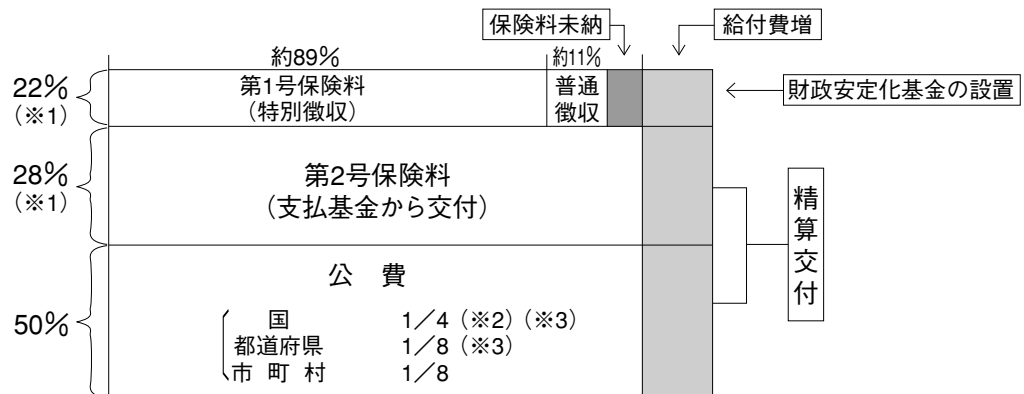 保険料未納
給付費増
約89%
約11%
22%
(※1)
第1号保険料
(特別徴収)
普通
徴収
財政安定化基金の設置
28%
(※1)
第2号保険料
(支払基金から交付)
精算交付
50%
公 費
国 1/4 (※2) (※3)
都道府県 1/8 (※3)
市 町 村 1/8